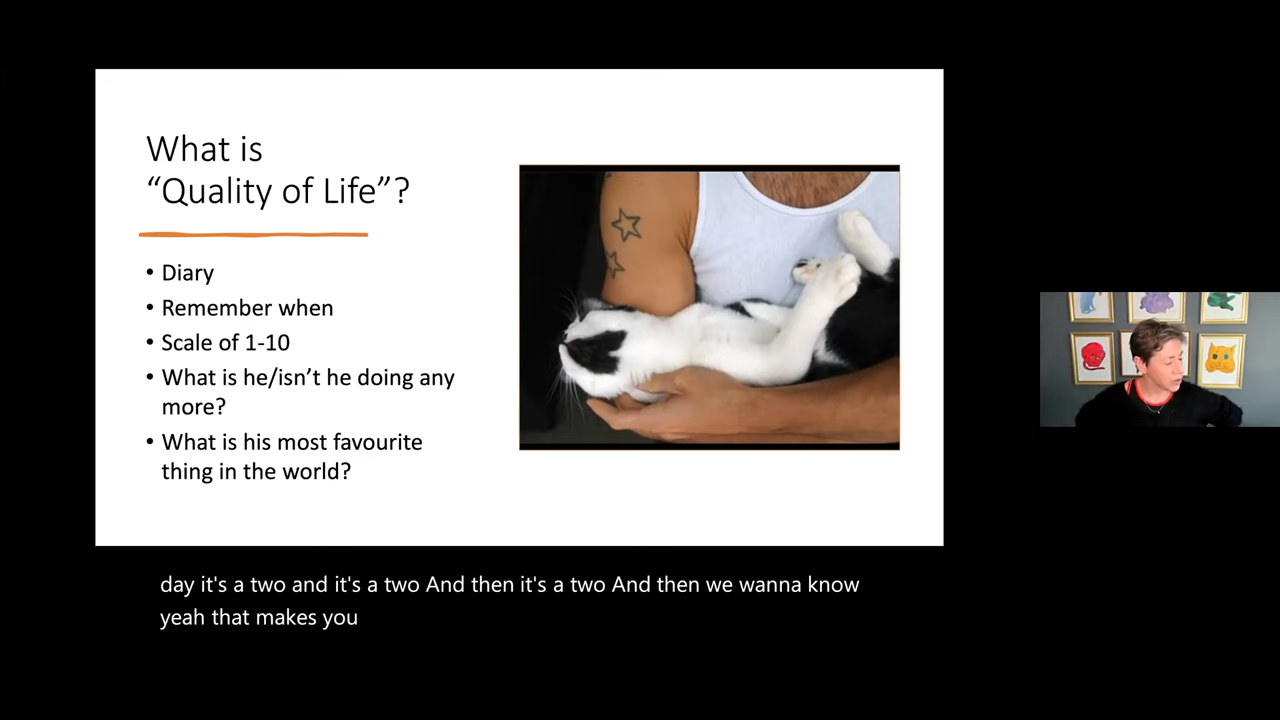 What is
“Quality of Life”?
• Diary
• Remember when
• Scale of 1-10
• What is he/isn’t he doing any
more?
• What is his most favourite
thing in the world?
day it's a two and it's a two And then it's a two And then we wanna know
yeah that makes you